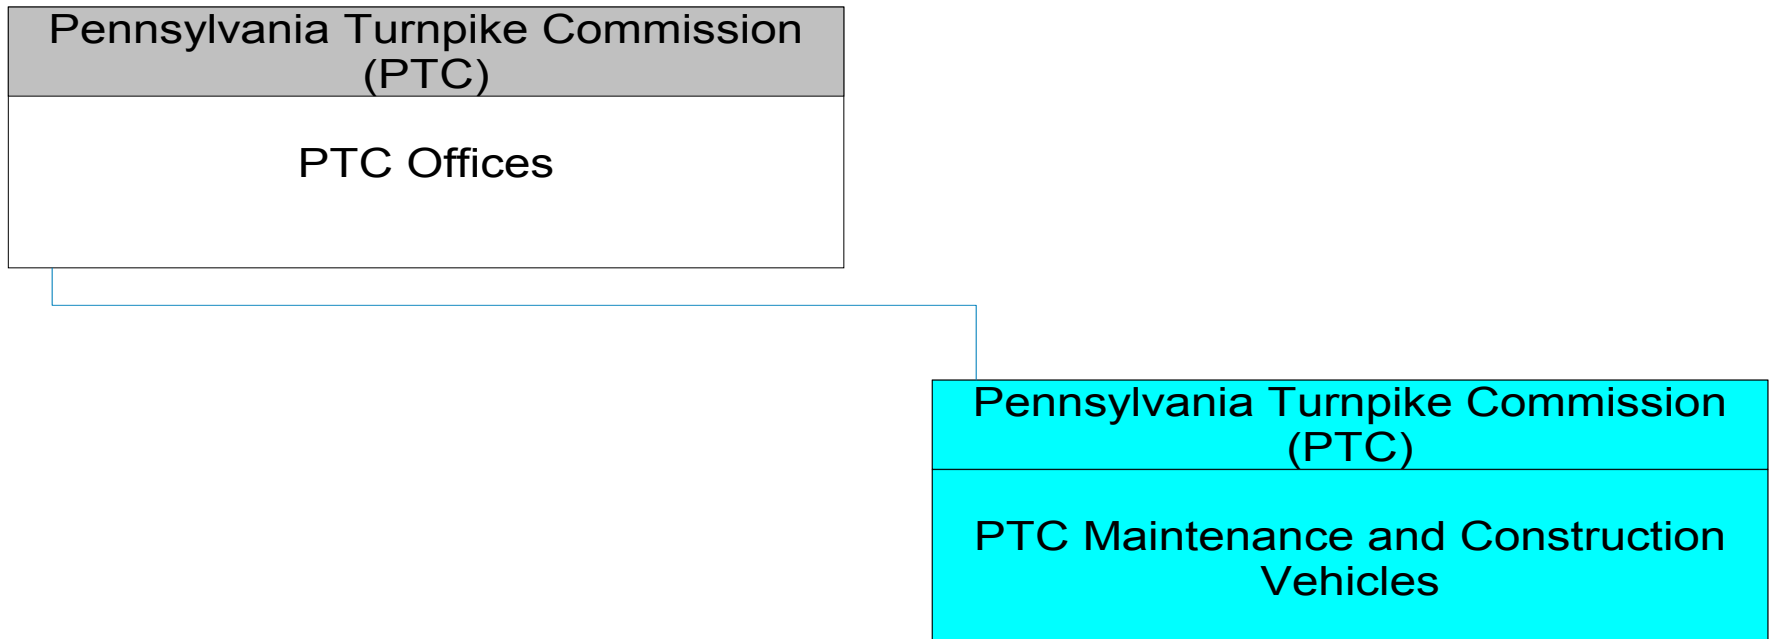 Pennsylvania Turnpike Commission
(PTC)
PTC Offices
Pennsylvania Turnpike Commission
(PTC)
PTC Maintenance and Construction
Vehicles